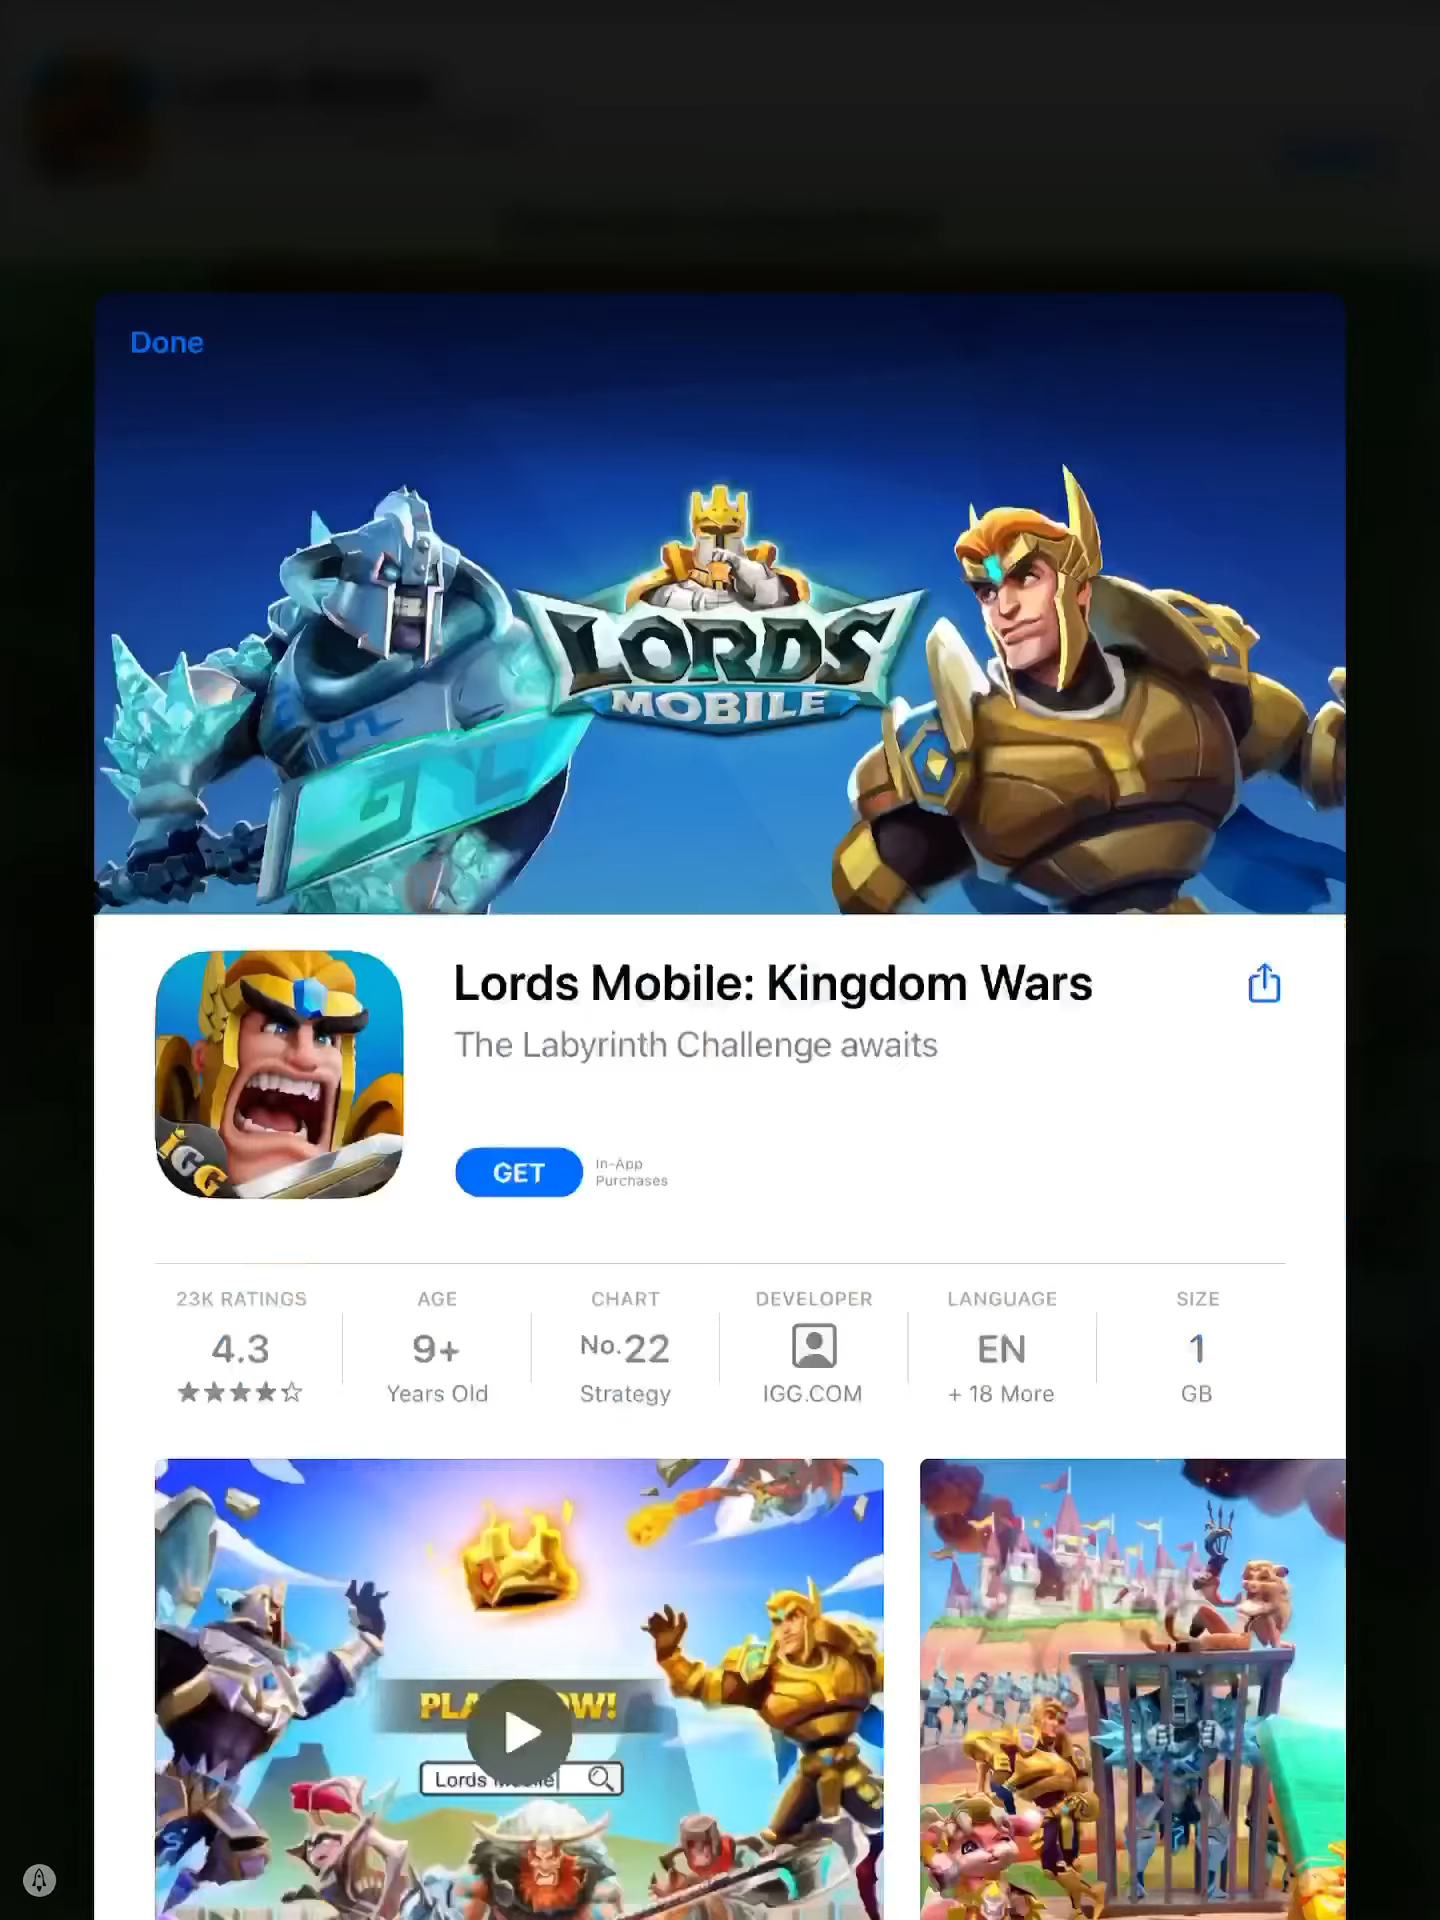 Done
LORDS
MOBILE
Lords Mobile: Kingdom Wars
The Labyrinth Challenge awaits
IGG
GET
In-App
Purchases
23K RATINGS
4.3
AGE
9+
Years Old
CHART
No.22
Strategy
DEVELOPER
IGG.COM
LANGUAGE
EN
+ 18 More
SIZE
1
GB
Lords